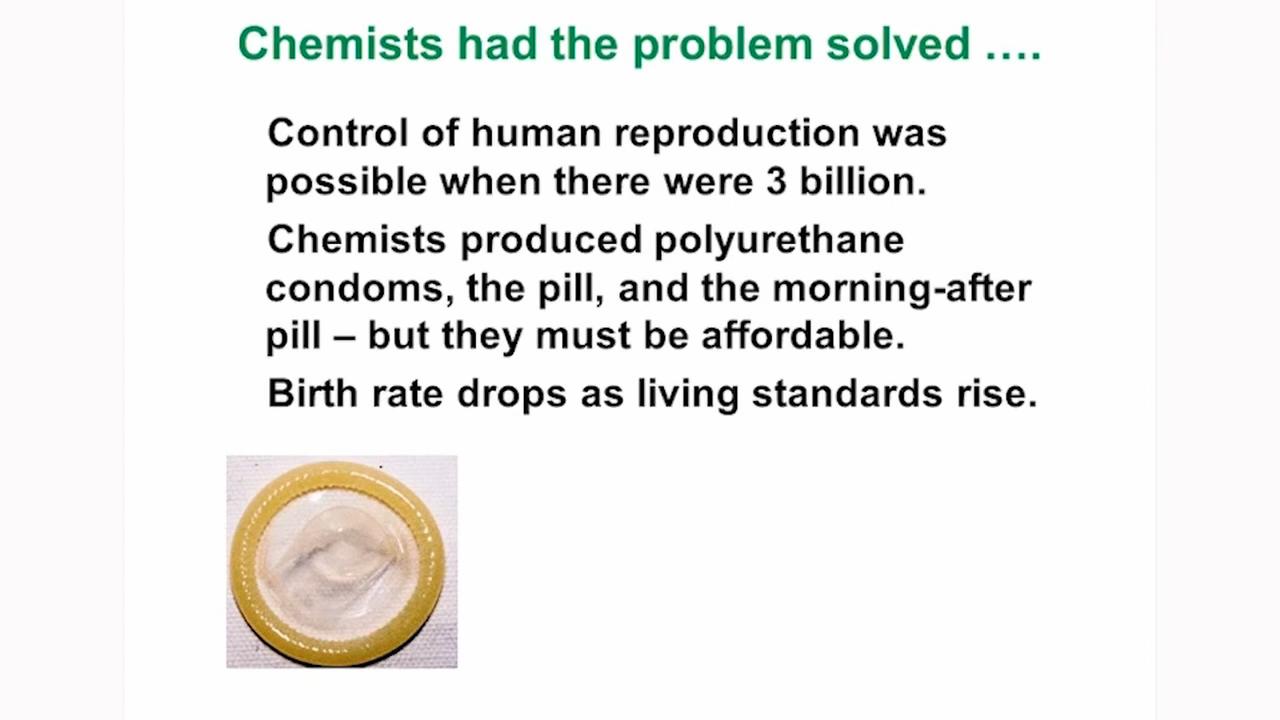 Chemists had the problem solved ….
Control of human reproduction was
possible when there were 3 billion.
Chemists produced polyurethane
condoms, the pill, and the morning-after
pill – but they must be affordable.
Birth rate drops as living standards rise.